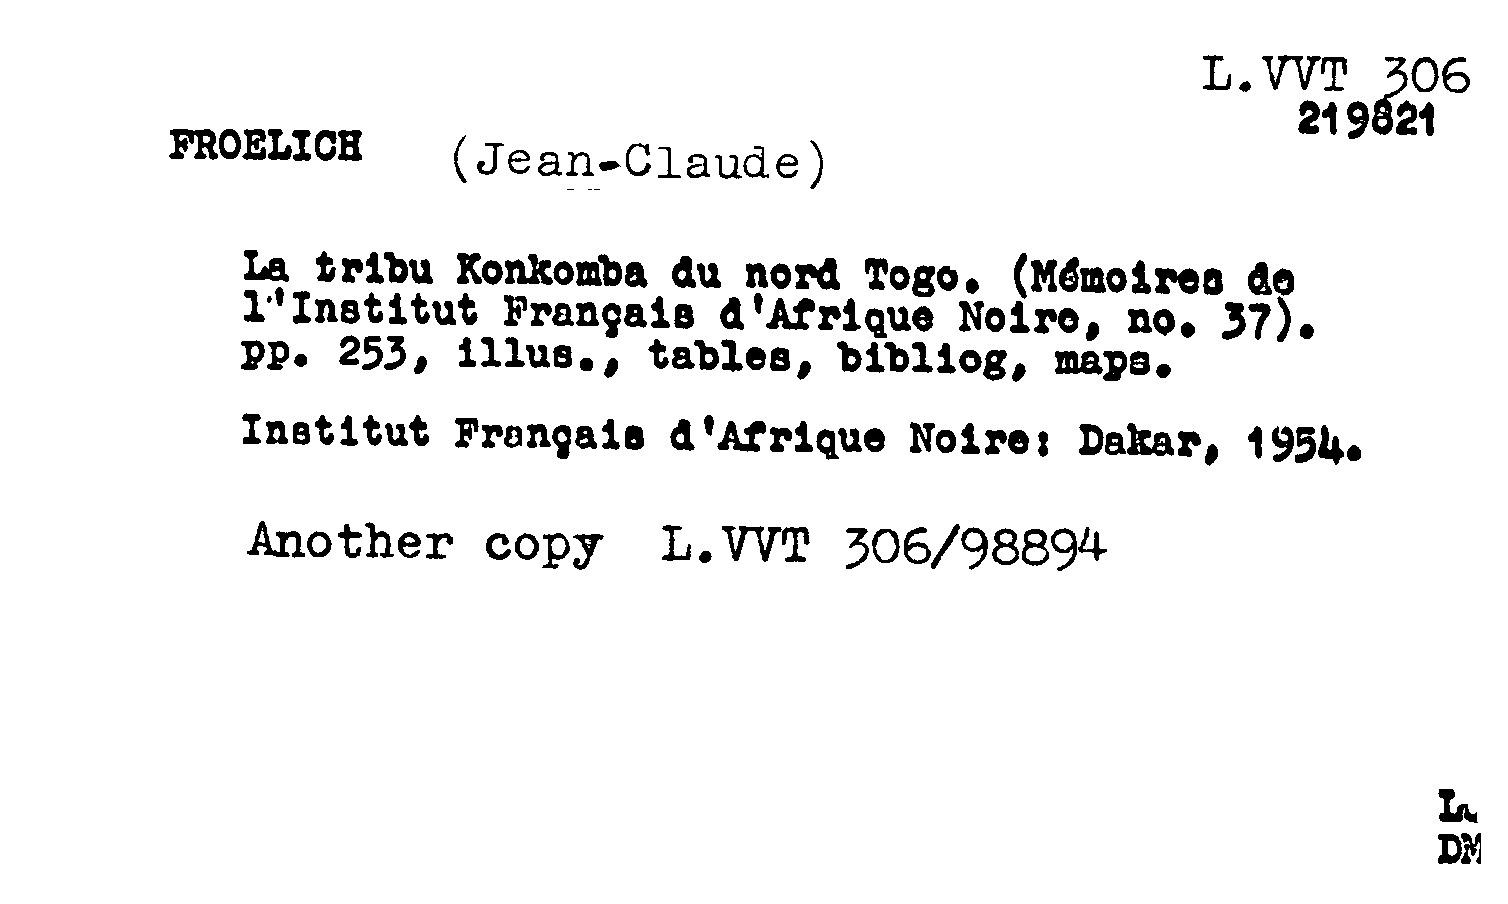 L.VVT 306
219821
FROELICH (Jean-Claude)
La tribu Konkomba du nord Togo. (Mémoires de
l'Institut Français d'Afrique Noire, no. 37).
pp. 253, illus., tables, bibliog, maps.
Institut Français d'Afrique Noire: Dakar, 1954.
Another copy L.VVT 306/98894
DM